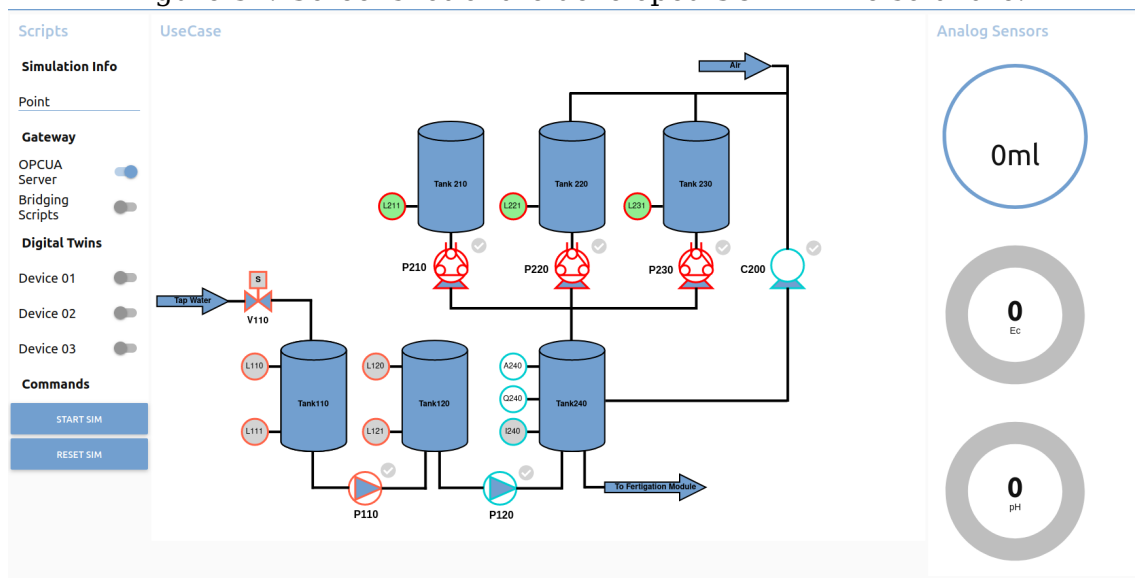 Scripts
UseCase
Analog Sensors
Simulation Info
Point
Gateway
OPCUA
Server
Bridging
Scripts
Digital Twins
Device 01
Device 02
Device 03
Commands
START SIM
RESET SIM
Air
Tank 210
Tank 220
Tank 230
L211
L221
L231
P210
P220
P230
C200
S
Tap Water
V110
L110
L120
A240
Tank110
Tank120
Q240
Tank240
L111
L121
I240
To Fertigation Module
P110
P120
0ml
0
Ec
0
pH